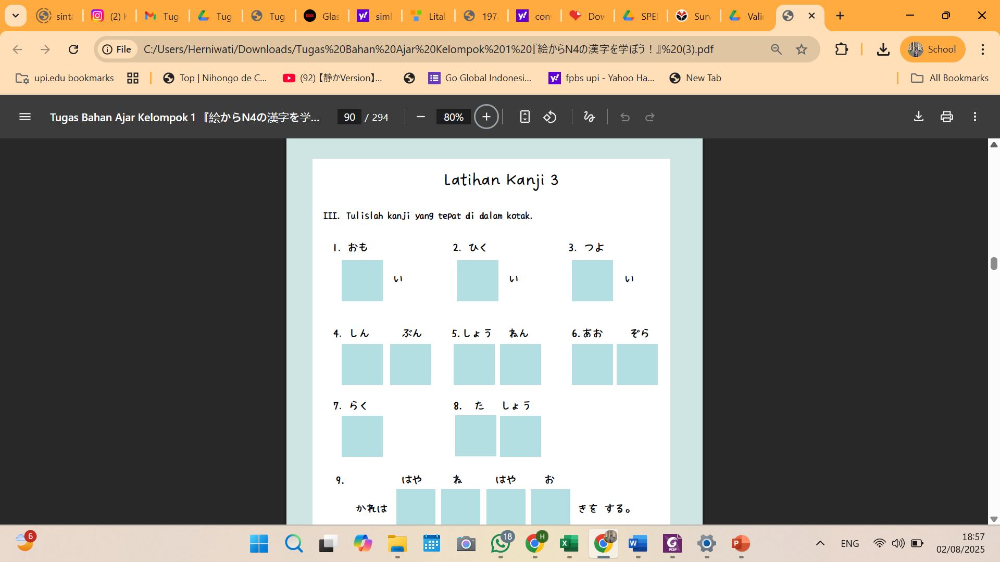 sinta
(2) K
Tug
Tug
Tug
Glas
siml
Lital
197
con
Dow
SPE
Surv
Valid
File
C:/Users/Herniwati/Downloads/Tugas%20Bahan%20Ajar%20Kelompok%201%20『絵からN4の漢字を学ぼう！』%20(3).pdf
School
upi.edu bookmarks
Top | Nihongo de C...
(92)【静かVersion】...
Go Global Indonesi...
fpbs upi - Yahoo Ha...
New Tab
All Bookmarks
Tugas Bahan Ajar Kelompok 1 『絵からN4の漢字を学...
90 / 294
80%
Latihan Kanji 3
III. Tulislah kanji yang tepat di dalam kotak.
1. おも
い
2. ひく
い
3. つよ
い
4. しん ぶん
5. しょう ねん
6. あお ぞら
7. らく
8. た しょう
9. はや ね はや お
かれは きを する。
6
18
H
ENG
18:57
02/08/2025